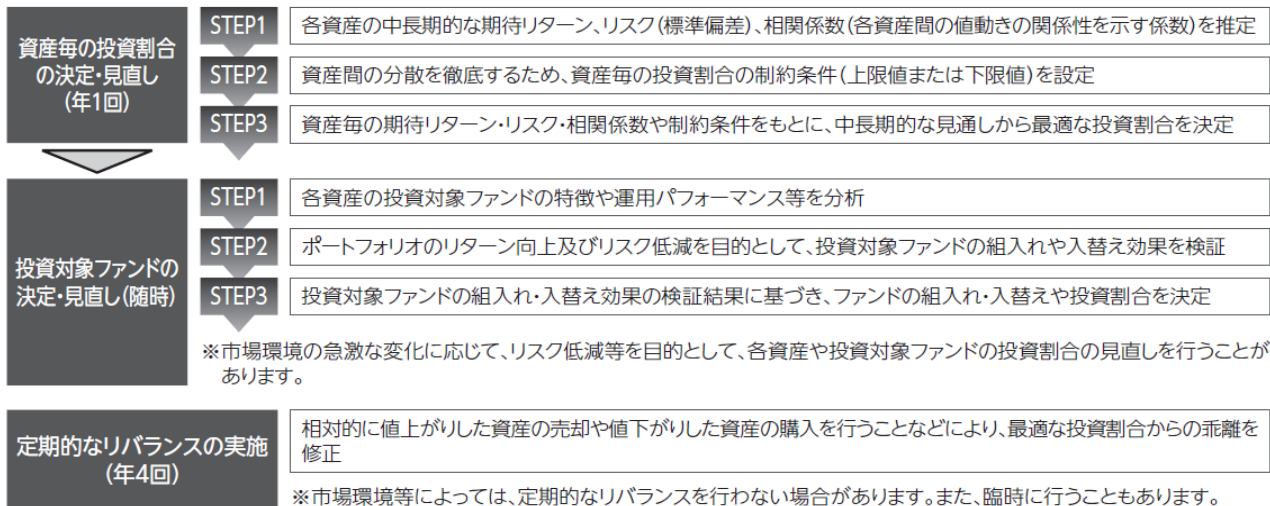 資産毎の投資割合
の決定・見直し
(年1回)
STEP1
各資産の中長期的な期待リターン、リスク(標準偏差)、相関係数(各資産間の値動きの関係性を示す係数)を推定
STEP2
資産間の分散を徹底するため、資産毎の投資割合の制約条件(上限値または下限値)を設定
STEP3
資産毎の期待リターン・リスク・相関係数や制約条件をもとに、中長期的な見通しから最適な投資割合を決定
投資対象ファンドの
決定・見直し(随時)
STEP1
各資産の投資対象ファンドの特徴や運用パフォーマンス等を分析
STEP2
ポートフォリオのリターン向上及びリスク低減を目的として、投資対象ファンドの組入れや入替え効果を検証
STEP3
投資対象ファンドの組入れ・入替え効果の検証結果に基づき、ファンドの組入れ・入替えや投資割合を決定
※市場環境の急激な変化に応じて、リスク低減等を目的として、各資産や投資対象ファンドの投資割合の見直しを行うことが
あります。
定期的なリバランスの実施
(年4回)
相対的に値上がりした資産の売却や値下がりした資産の購入を行うことなどにより、最適な投資割合からの乖離を
修正
※市場環境等によっては、定期的なリバランスを行わない場合があります。また、臨時に行うこともあります。